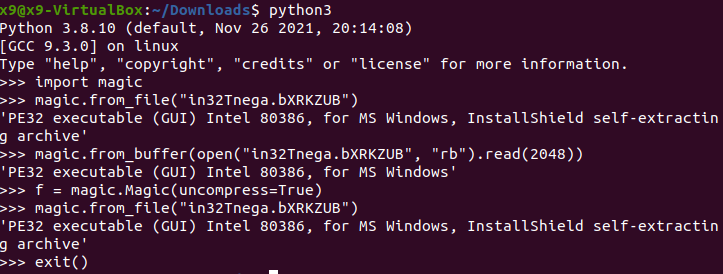 x9@x9-VirtualBox:~/Downloads$ python3
Python 3.8.10 (default, Nov 26 2021, 20:14:08)
[GCC 9.3.0] on linux
Type "help", "copyright", "credits" or "license" for more information.
>>> import magic
>>> magic.from_file("in32Tnega.bXRKZUB")
'PE32 executable (GUI) Intel 80386, for MS Windows, InstallShield self-extractin
g archive'
>>> magic.from_buffer(open("in32Tnega.bXRKZUB", "rb").read(2048))
'PE32 executable (GUI) Intel 80386, for MS Windows'
>>> f = magic.Magic(uncompress=True)
>>> magic.from_file("in32Tnega.bXRKZUB")
'PE32 executable (GUI) Intel 80386, for MS Windows, InstallShield self-extractin
g archive'
>>> exit()